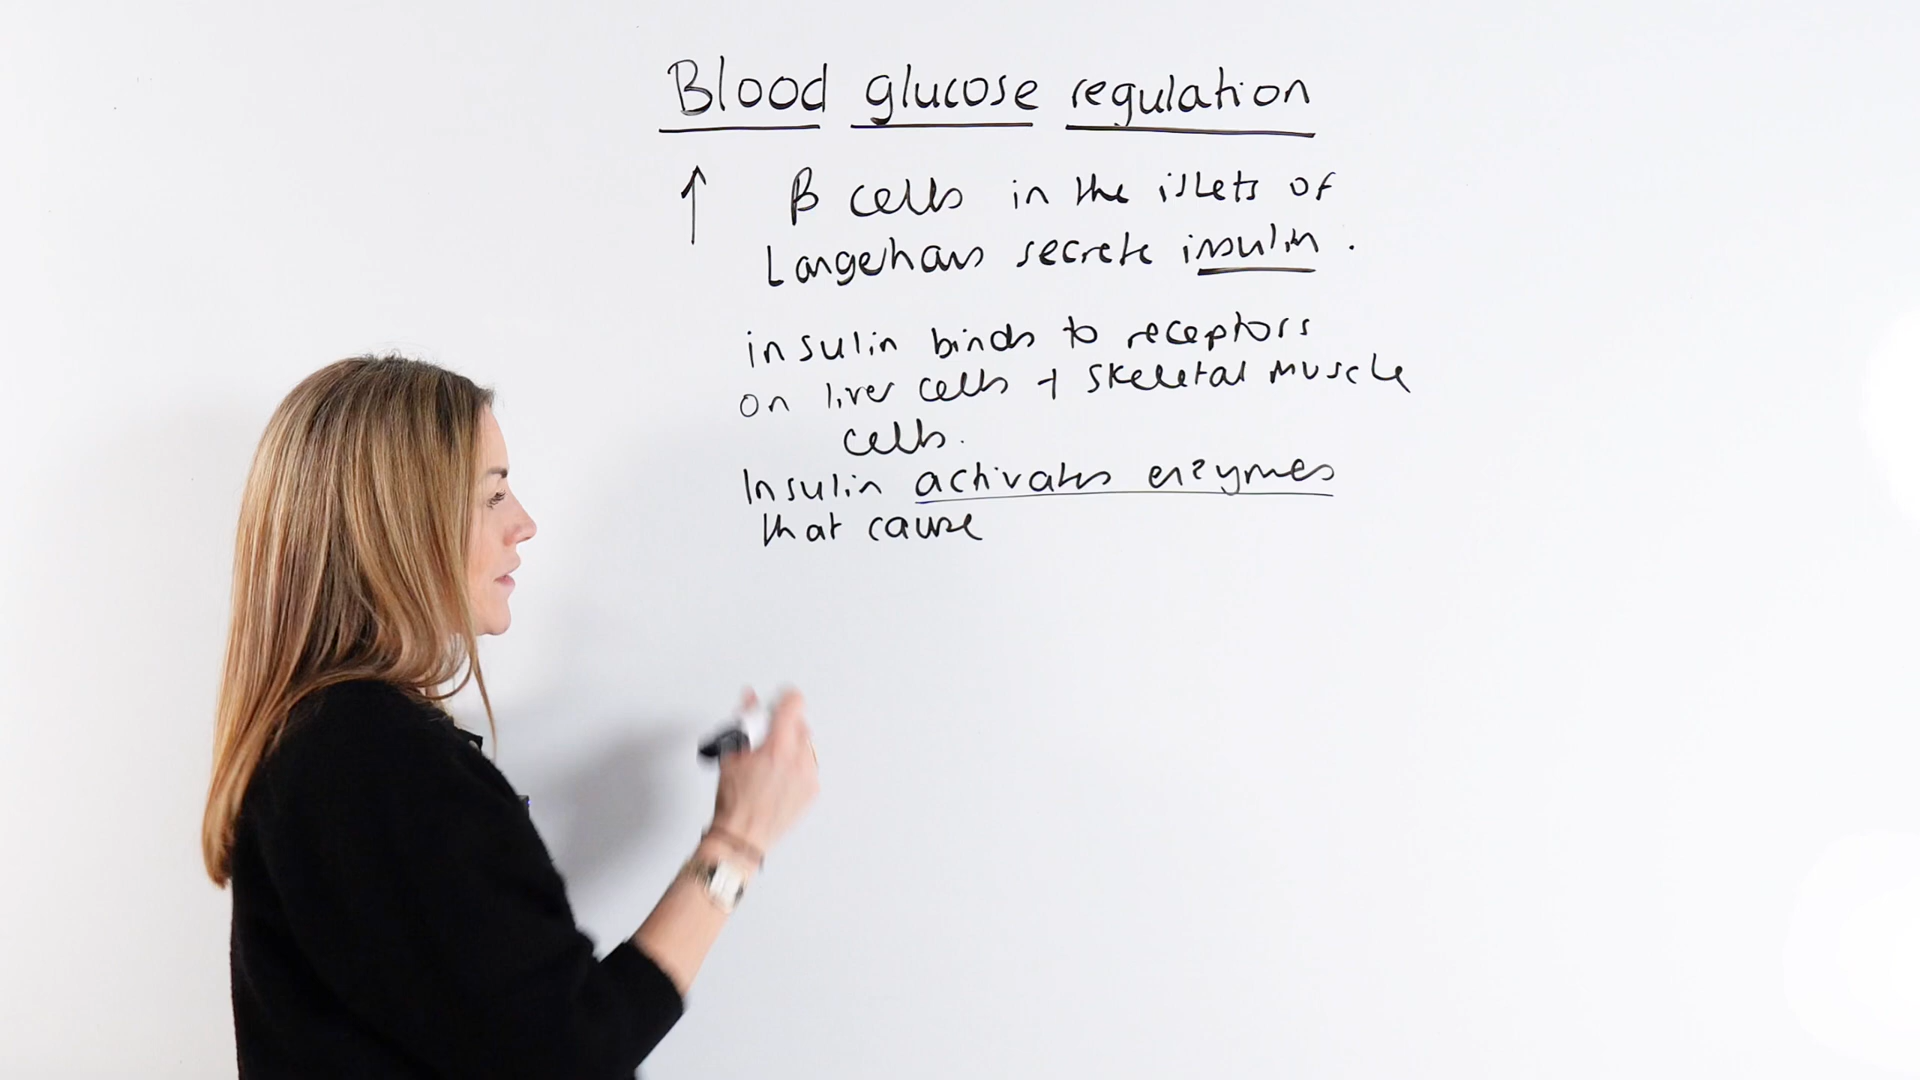 Blood glucose regulation
↑ β cells in the islets of
Langehans secrete insulin.
insulin binds to receptors
on liver cells + skeletal muscle
cells.
Insulin activates enzymes
that cause